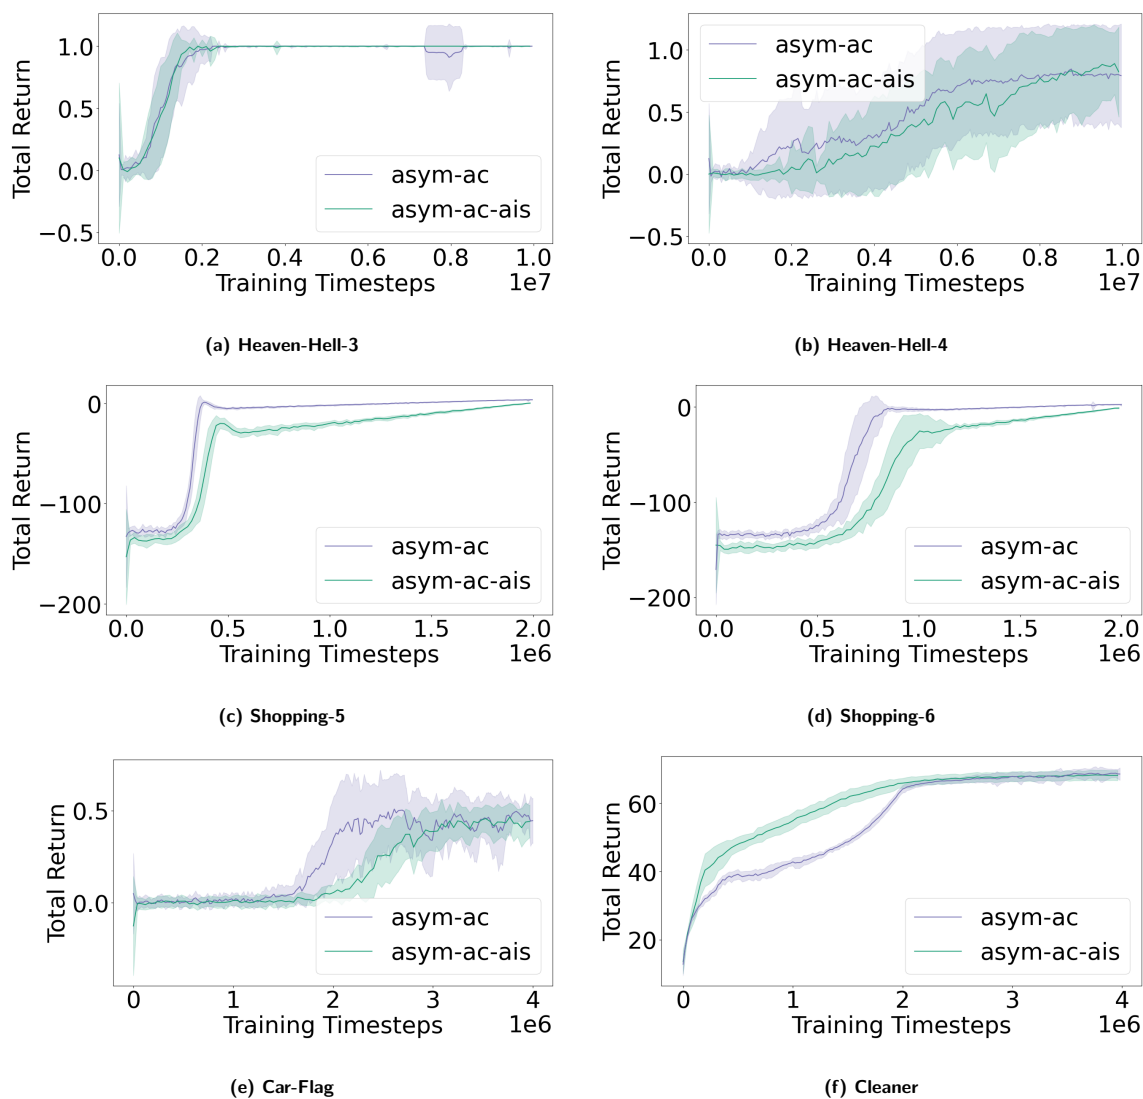 1.0
0.5
0.0
−0.5
Total Return
asym-ac
asym-ac-ais
0.0 0.2 0.4 0.6 0.8 1.0
Training Timesteps 1e7
(a) Heaven-Hell-3
1.0
0.5
0.0
−0.5
Total Return
asym-ac
asym-ac-ais
0.0 0.2 0.4 0.6 0.8 1.0
Training Timesteps 1e7
(b) Heaven-Hell-4
0
−100
−200
Total Return
asym-ac
asym-ac-ais
0.0 0.5 1.0 1.5 2.0
Training Timesteps 1e6
(c) Shopping-5
0
−100
−200
Total Return
asym-ac
asym-ac-ais
0.0 0.5 1.0 1.5 2.0
Training Timesteps 1e6
(d) Shopping-6
0.5
0.0
Total Return
asym-ac
asym-ac-ais
0 1 2 3 4
Training Timesteps 1e6
(e) Car-Flag
60
40
20
Total Return
asym-ac
asym-ac-ais
0 1 2 3 4
Training Timesteps 1e6
(f) Cleaner